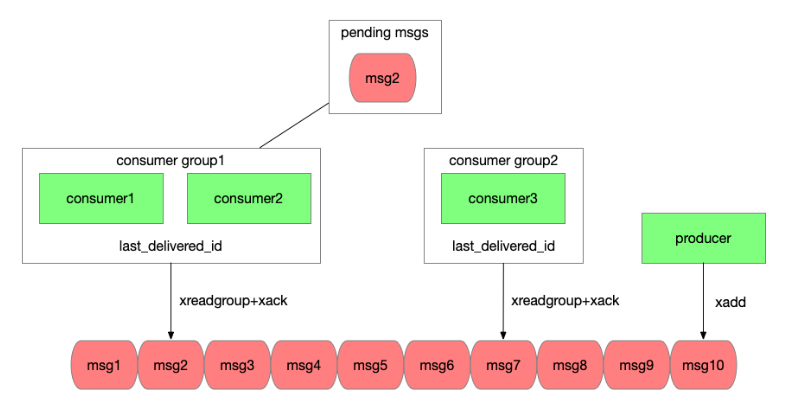 pending msgs
msg2
consumer group1
consumer1
consumer2
last_delivered_id
consumer group2
consumer3
last_delivered_id
producer
xreadgroup+xack
xreadgroup+xack
xadd
msg1
msg2
msg3
msg4
msg5
msg6
msg7
msg8
msg9
msg10